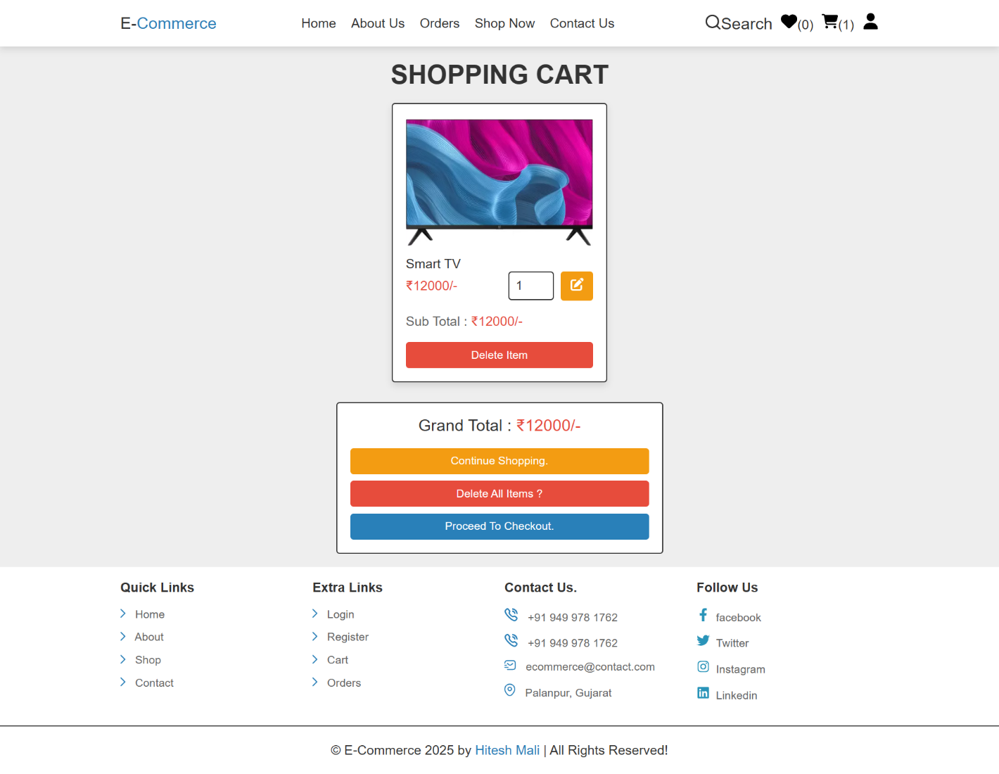 E-Commerce
Home About Us Orders Shop Now Contact Us
Search (0) (1)
SHOPPING CART
Smart TV
₹12000/-
1
Sub Total : ₹12000/-
Delete Item
Grand Total : ₹12000/-
Continue Shopping.
Delete All Items ?
Proceed To Checkout.
Quick Links
Home
About
Shop
Contact
Extra Links
Login
Register
Cart
Orders
Contact Us.
+91 949 978 1762
+91 949 978 1762
ecommerce@contact.com
Palanpur, Gujarat
Follow Us
facebook
Twitter
Instagram
Linkedin
© E-Commerce 2025 by Hitesh Mali | All Rights Reserved!